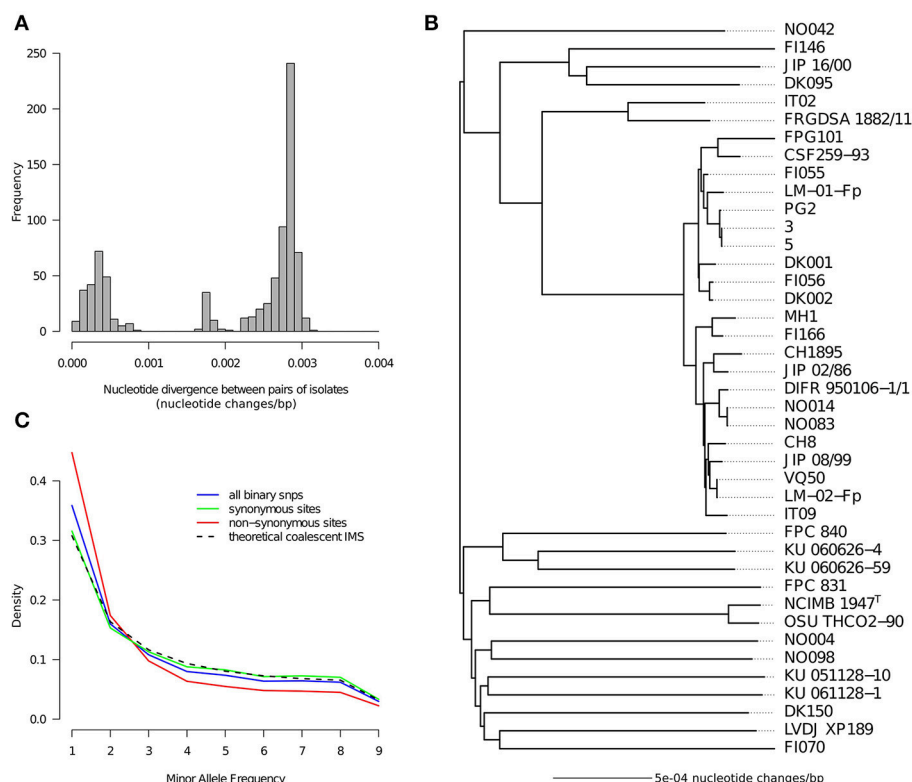 A
250
200
150
100
50
0
Frequency
0.000 0.001 0.002 0.003 0.004
Nucleotide divergence between pairs of isolates
(nucleotide changes/bp)
B
NO042
FI146
JIP 16/00
DK095
IT02
FRGDSA 1882/11
FPG101
CSF259−93
FI055
LM−01−Fp
PG2
3
5
DK001
FI056
DK002
MH1
FI166
CH1895
JIP 02/86
DIFR 950106−1/1
NO014
NO083
CH8
JIP 08/99
VQ50
LM−02−Fp
IT09
FPC 840
KU 060626−4
KU 060626−59
FPC 831
NCIMB 1947ᵀ
OSU THCO2−90
NO004
NO098
KU 051128−10
KU 061128−1
DK150
LVDJ XP189
FI070
5e−04 nucleotide changes/bp
C
0.4
0.3
0.2
0.1
0.0
Density
all binary snps
synonymous sites
non−synonymous sites
theoretical coalescent IMS
1 2 3 4 5 6 7 8 9
Minor Allele Frequency